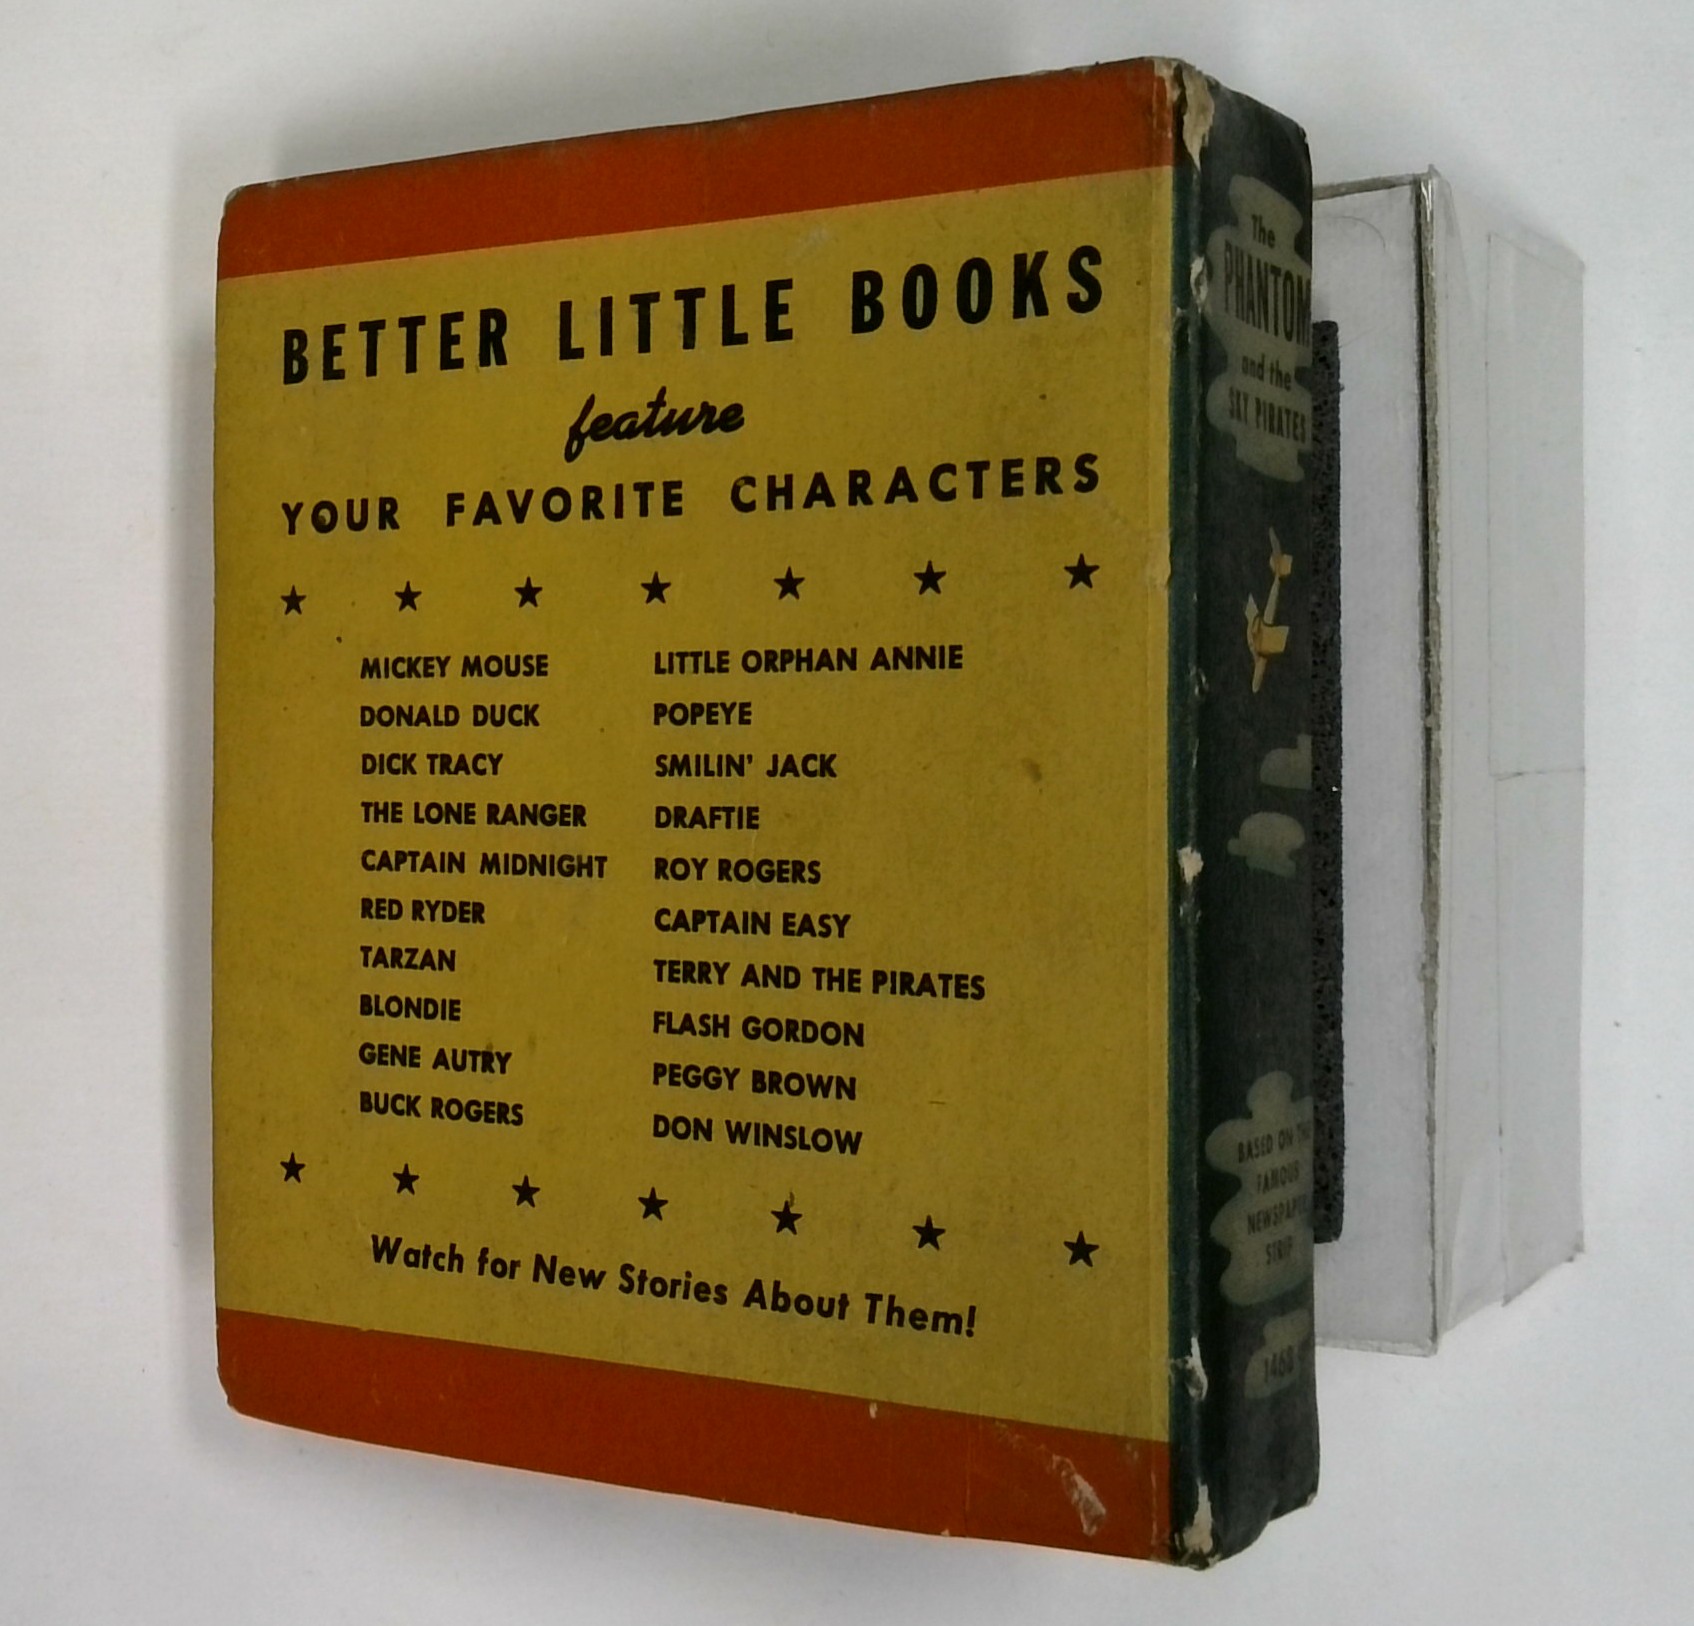 BETTER LITTLE BOOKS
feature
YOUR FAVORITE CHARACTERS
MICKEY MOUSE
DONALD DUCK
DICK TRACY
THE LONE RANGER
CAPTAIN MIDNIGHT
RED RYDER
TARZAN
BLONDIE
GENE AUTRY
BUCK ROGERS
LITTLE ORPHAN ANNIE
POPEYE
SMILIN' JACK
DRAFTIE
ROY ROGERS
CAPTAIN EASY
TERRY AND THE PIRATES
FLASH GORDON
PEGGY BROWN
DON WINSLOW
Watch for New Stories About Them!
The
PHANTOM
and the
SKY PIRATES
BASED ON THE
FAMOUS
NEWSPAPER
STRIP
1468